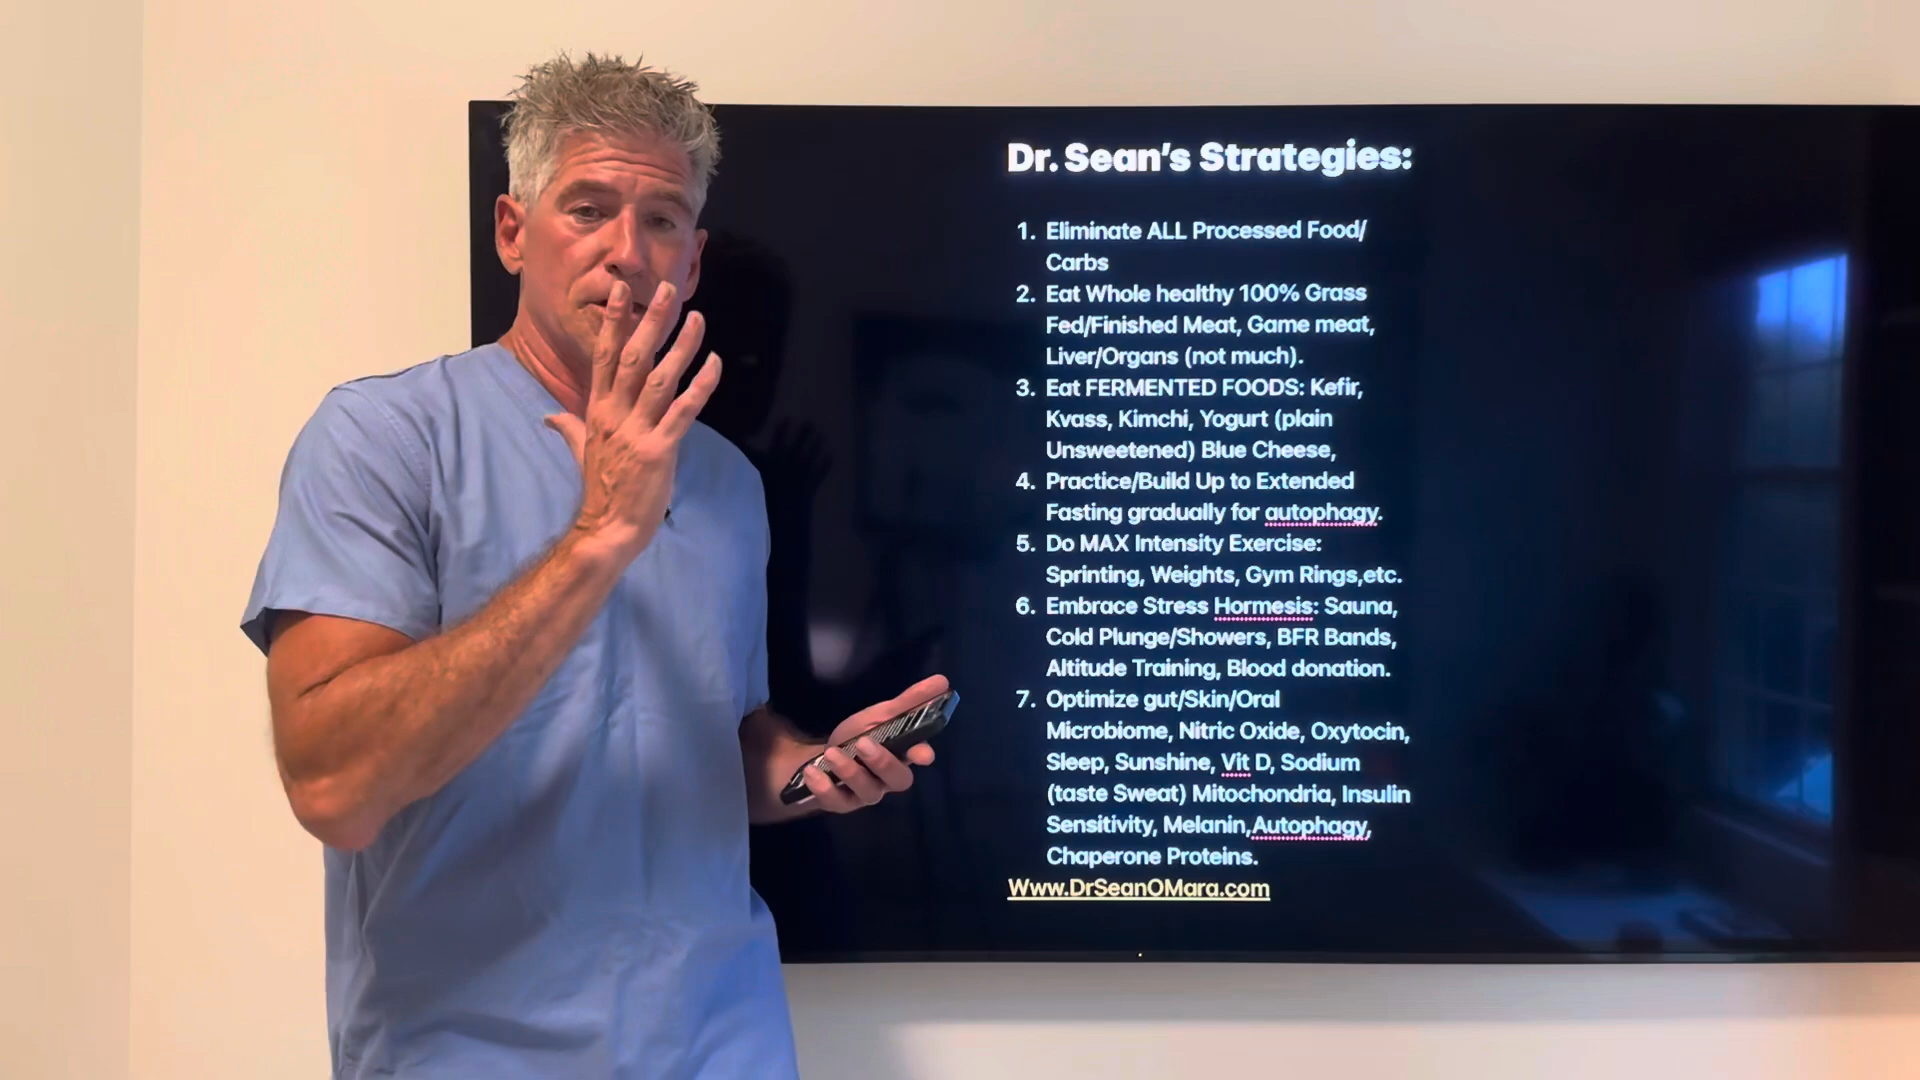 Dr. Sean’s Strategies:
1. Eliminate ALL Processed Food/
Carbs
2. Eat Whole healthy 100% Grass
Fed/Finished Meat, Game meat,
Liver/Organs (not much).
3. Eat FERMENTED FOODS: Kefir,
Kvass, Kimchi, Yogurt (plain
Unsweetened) Blue Cheese,
4. Practice/Build Up to Extended
Fasting gradually for autophagy.
5. Do MAX Intensity Exercise:
Sprinting, Weights, Gym Rings,etc.
6. Embrace Stress Hormesis: Sauna,
Cold Plunge/Showers, BFR Bands,
Altitude Training, Blood donation.
7. Optimize gut/Skin/Oral
Microbiome, Nitric Oxide, Oxytocin,
Sleep, Sunshine, Vit D, Sodium
(taste Sweat) Mitochondria, Insulin
Sensitivity, Melanin,Autophagy,
Chaperone Proteins.
Www.DrSeanOMara.com